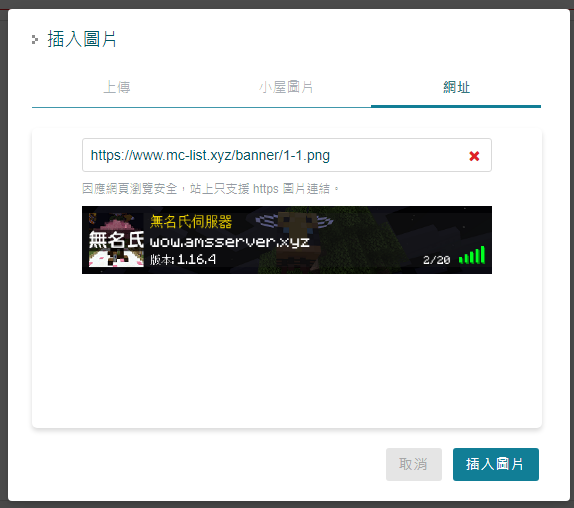 插入圖片
上傳
小屋圖片
網址
https://www.mc-list.xyz/banner/1-1.png
因應網頁瀏覽安全，站上只支援 https 圖片連結。
無名氏
無名氏伺服器
wow.amsserver.xyz
版本: 1.16.4
2/20
取消
插入圖片